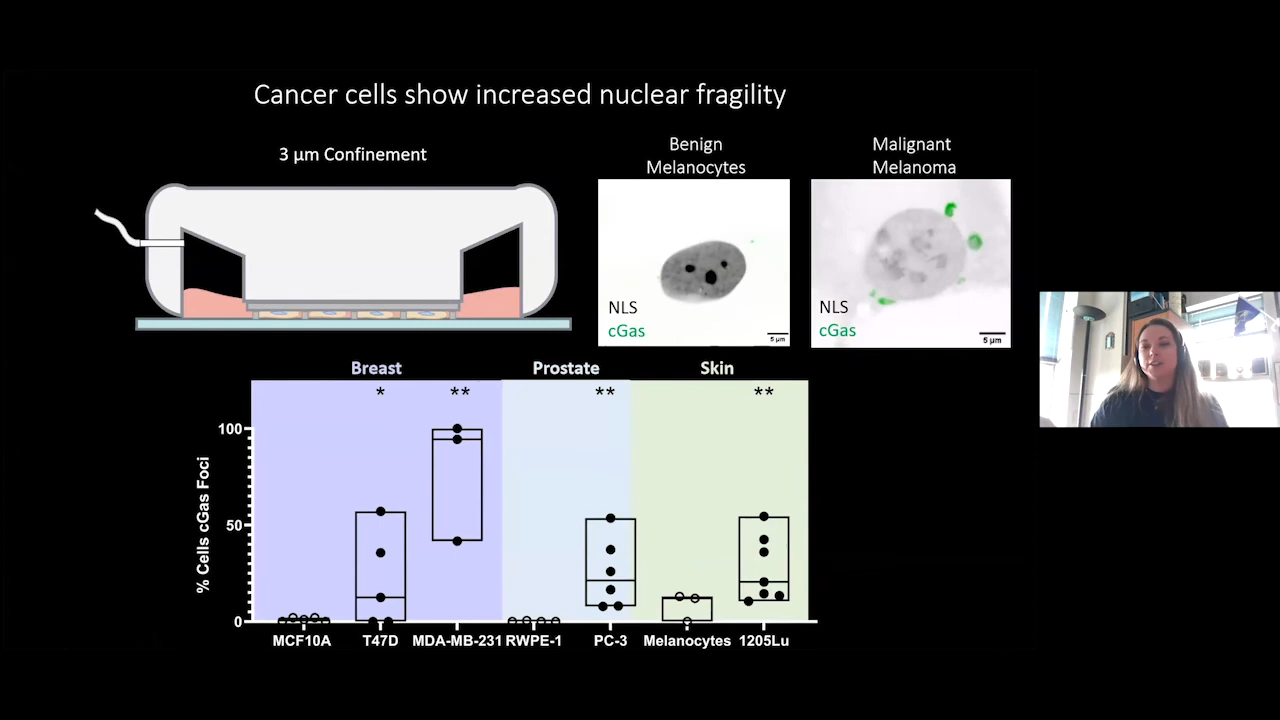 Cancer cells show increased nuclear fragility
3 µm Confinement
Benign
Melanocytes
Malignant
Melanoma
NLS
cGas
5 µm
NLS
cGas
5 µm
Breast
Prostate
Skin
*
**
**
**
% Cells cGas Foci
100
50
0
MCF10A
T47D
MDA-MB-231
RWPE-1
PC-3
Melanocytes
1205Lu